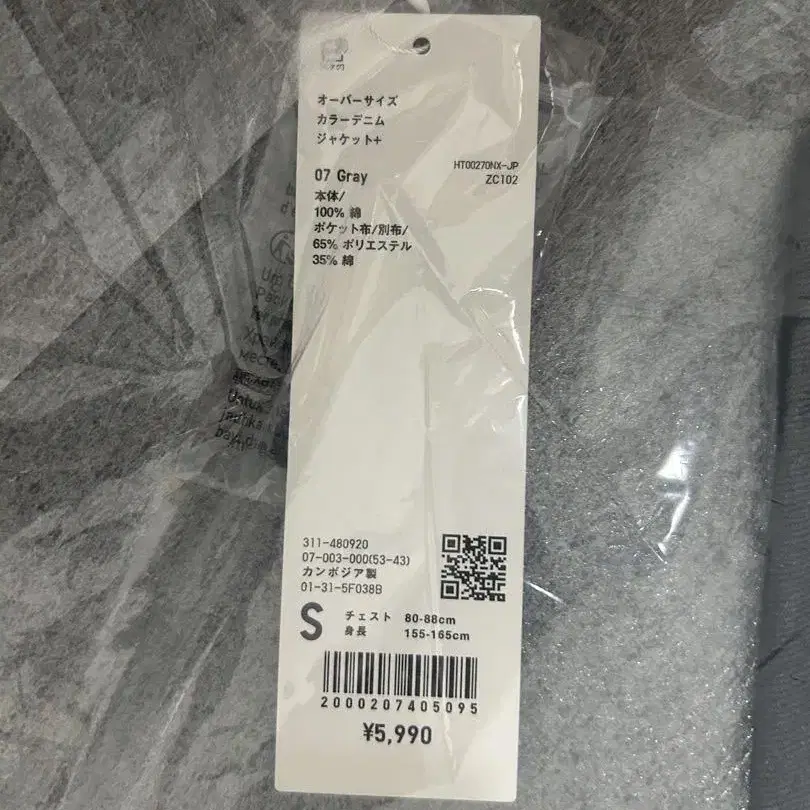 オーバーサイズ
カラーデニム
ジャケット+
HT00270NX-JP
07 Gray
ZC102
本体/
100% 綿
ポケット布/別布/
65% ポリエステル
35% 綿
311-480920
07-003-000(53-43)
カンボジア製
01-31-5F038B
S
チェスト 80-88cm
身長 155-165cm
2000207405095
¥5,990